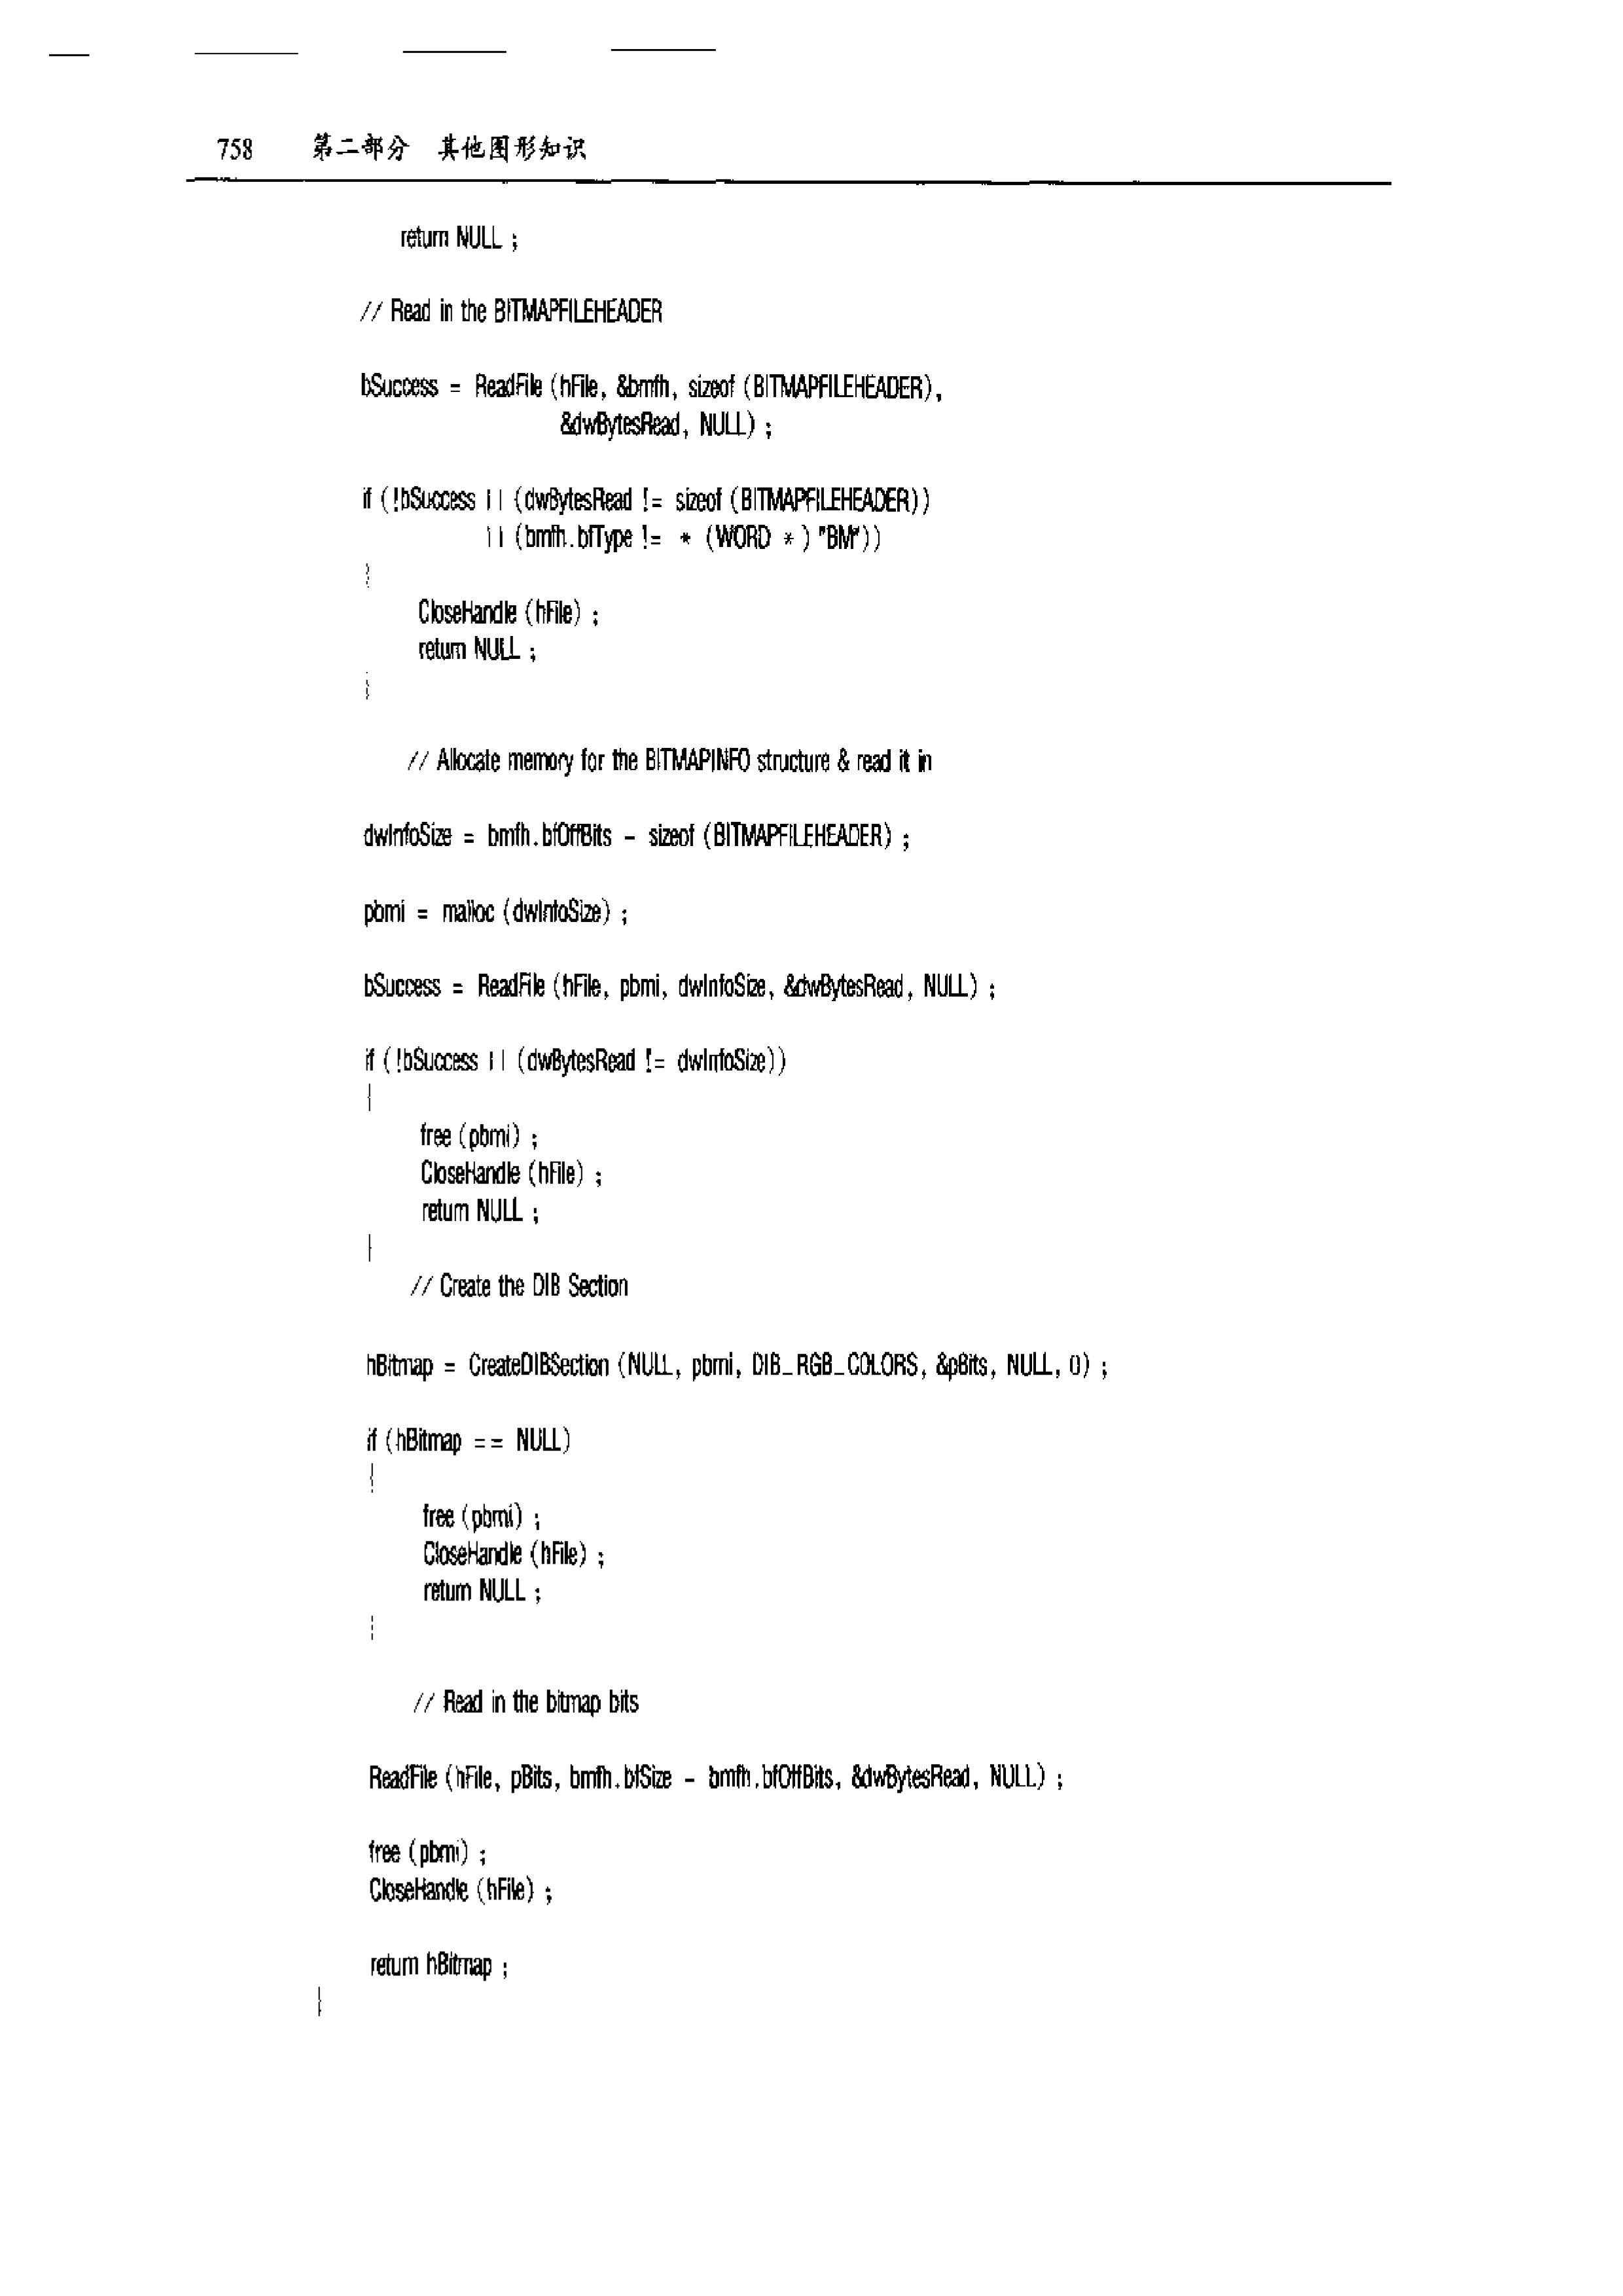 758 第二部分 其他图形知识
return NULL ;
// Read in the BITMAPFILEHEADER
bSuccess = ReadFile (hFile, &bmfh, sizeof (BITMAPFILEHEADER),
&dwBytesRead, NULL) ;
if (!bSuccess || (dwBytesRead != sizeof (BITMAPFILEHEADER))
|| (bmfh.bfType != * (WORD *) "BM"))
{
CloseHandle (hFile) ;
return NULL ;
}
// Allocate memory for the BITMAPINFO structure & read it in
dwInfoSize = bmfh.bfOffBits - sizeof (BITMAPFILEHEADER) ;
pbmi = malloc (dwInfoSize) ;
bSuccess = ReadFile (hFile, pbmi, dwInfoSize, &dwBytesRead, NULL) ;
if (!bSuccess || (dwBytesRead != dwInfoSize))
{
free (pbmi) ;
CloseHandle (hFile) ;
return NULL ;
}
// Create the DIB Section
hBitmap = CreateDIBSection (NULL, pbmi, DIB_RGB_COLORS, &pBits, NULL, 0) ;
if (hBitmap == NULL)
{
free (pbmi) ;
CloseHandle (hFile) ;
return NULL ;
}
// Read in the bitmap bits
ReadFile (hFile, pBits, bmfh.bfSize - bmfh.bfOffBits, &dwBytesRead, NULL) ;
free (pbmi) ;
CloseHandle (hFile) ;
return hBitmap ;
}